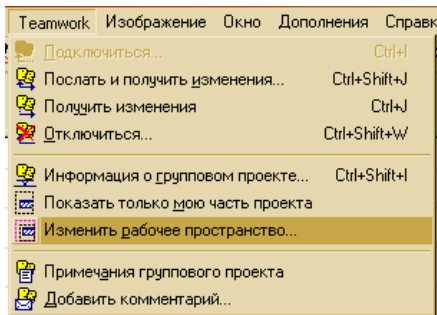 Teamwork Изображение Окно Дополнения Справк
Подключиться... Ctrl+I
Послать и получить изменения... Ctrl+Shift+J
Получить изменения Ctrl+J
Отключиться... Ctrl+Shift+W
Информация о групповом проекте... Ctrl+Shift+I
Показать только мою часть проекта
Изменить рабочее пространство...
Примечания группового проекта
Добавить комментарий...